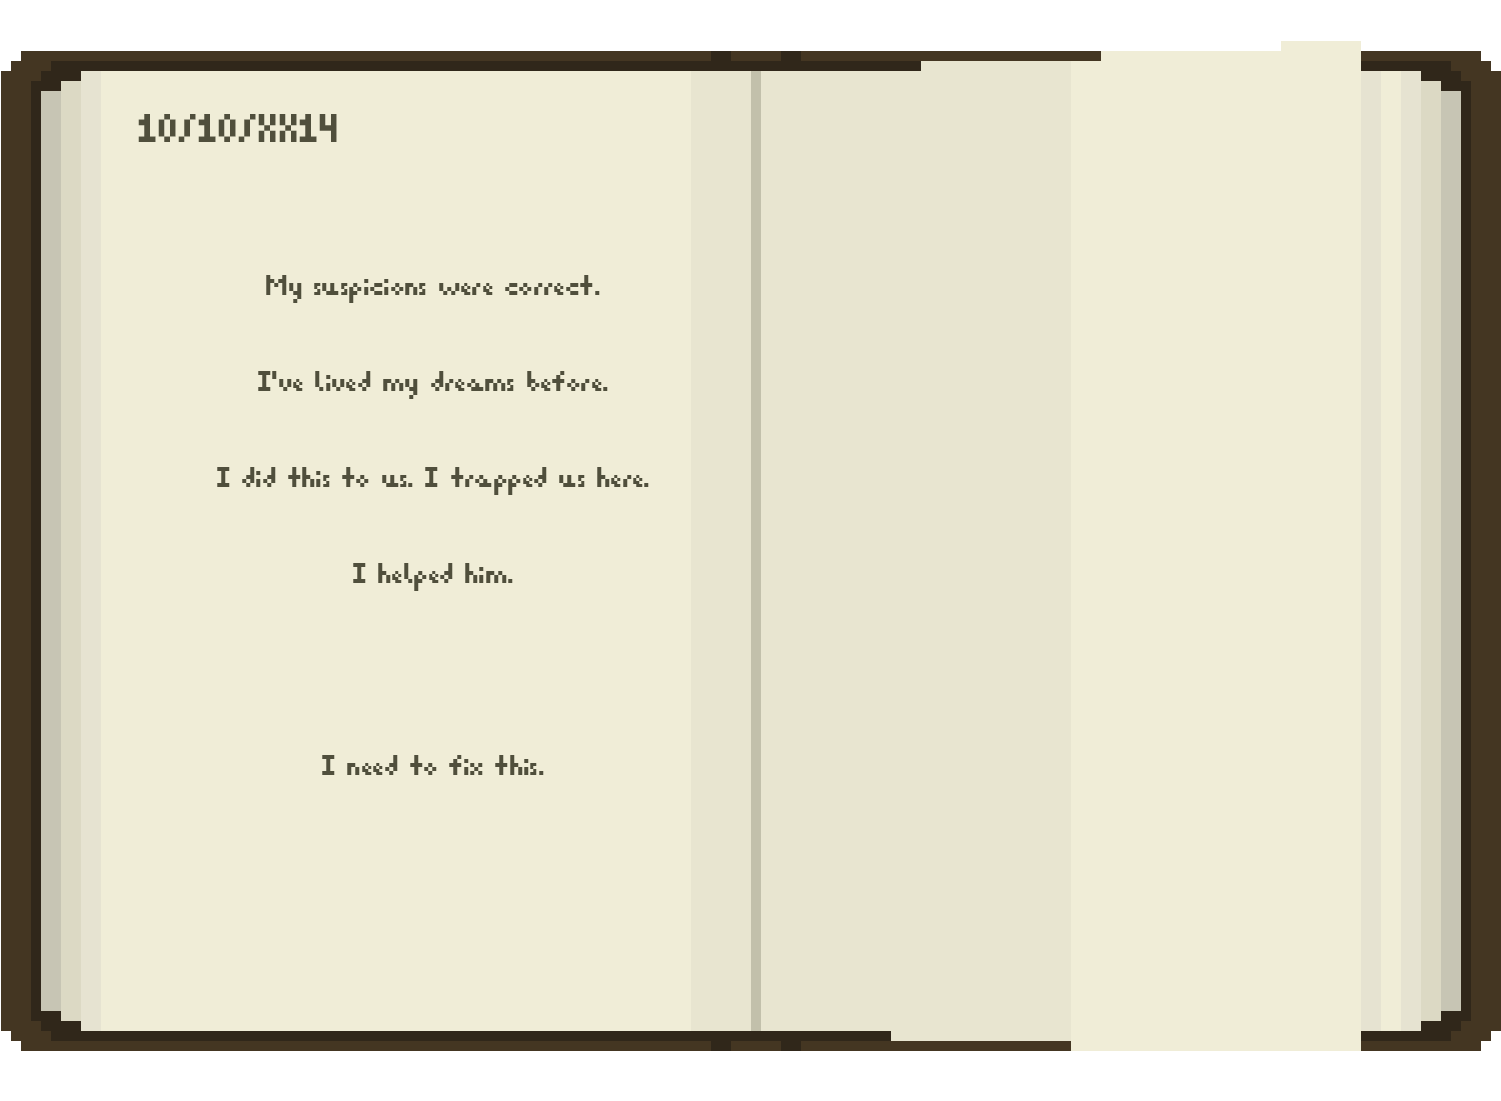 10/10/XX14
My suspicions were correct.
I've lived my dreams before.
I did this to us. I trapped us here.
I helped him.
I need to fix this.